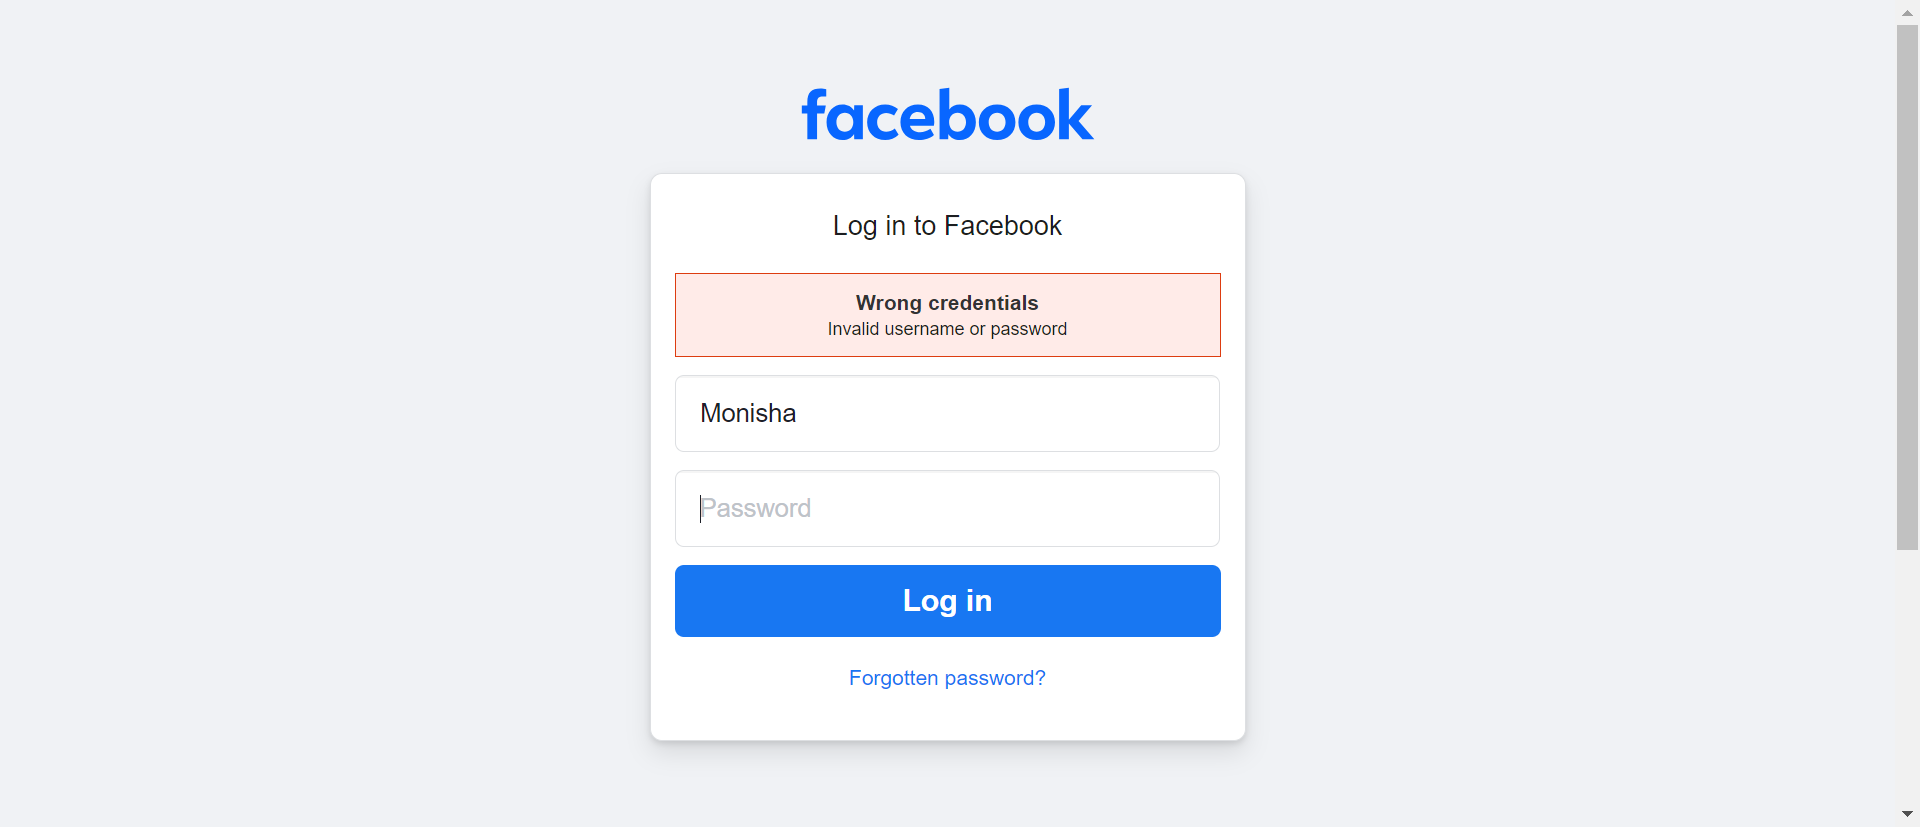 facebook
Log in to Facebook
Wrong credentials
Invalid username or password
Monisha
Password
Log in
Forgotten password?